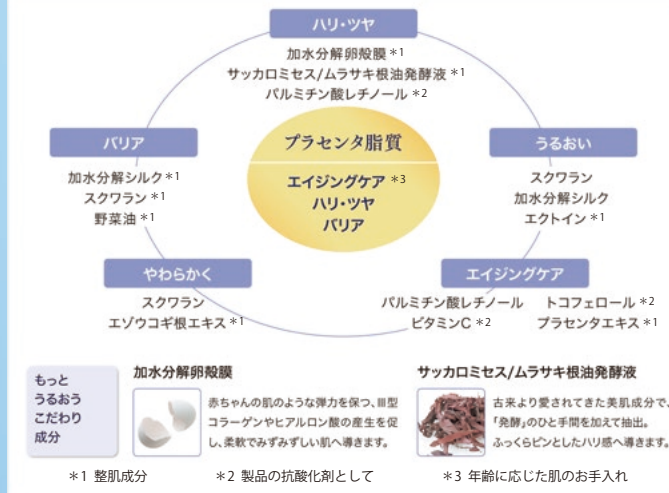 ハリ・ツヤ
加水分解卵殻膜 *1
サッカロミセス/ムラサキ根油発酵液 *1
パルミチン酸レチノール *2
プラセンタ脂質
エイジングケア *3
ハリ・ツヤ
バリア
バリア
加水分解シルク *1
スクワラン *1
野菜油 *1
うるおい
スクワラン
加水分解シルク
エクトイン *1
やわらかく
スクワラン
エゾウコギ根エキス *1
エイジングケア
パルミチン酸レチノール トコフェロール *2
ビタミンC *2 プラセンタエキス *1
もっと
うるおう
こだわり
成分
加水分解卵殻膜
赤ちゃんの肌のような弾力を保つ、Ⅲ型
コラーゲンやヒアルロン酸の産生を促
し、柔軟でみずみずしい肌へ導きます。
サッカロミセス/ムラサキ根油発酵液
古来より愛されてきた美肌成分で、
「発酵」のひと手間を加えて抽出。
ふっくらピンとしたハリ感へ導きます。
*1 整肌成分 *2 製品の抗酸化剤として *3 年齢に応じた肌のお手入れ